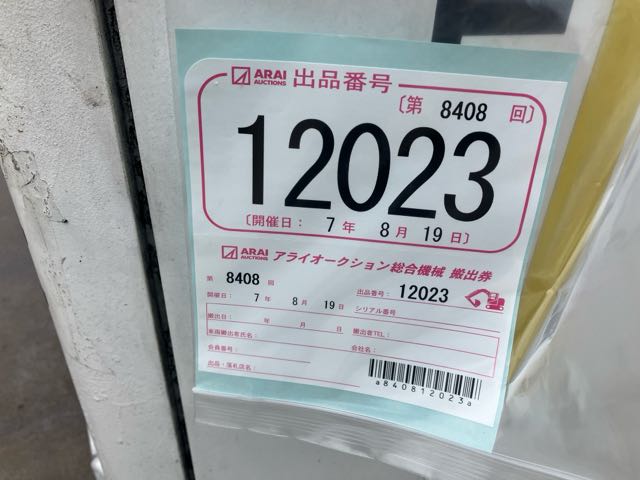 ARAI AUCTIONS 出品番号
〔第 8408 回〕
12023
〔開催日: 7年 8月 19日〕
ARAI AUCTIONS アライオークション総合機械 搬出券
第 8408 回 出品番号: 12023
開催日: 7年 8月 19日 シリアル番号
搬出日: 年 月 日 搬出者TEL:
車両搬出者氏名: 会社名:
会員番号:
出品・落札店名:
a840812023a